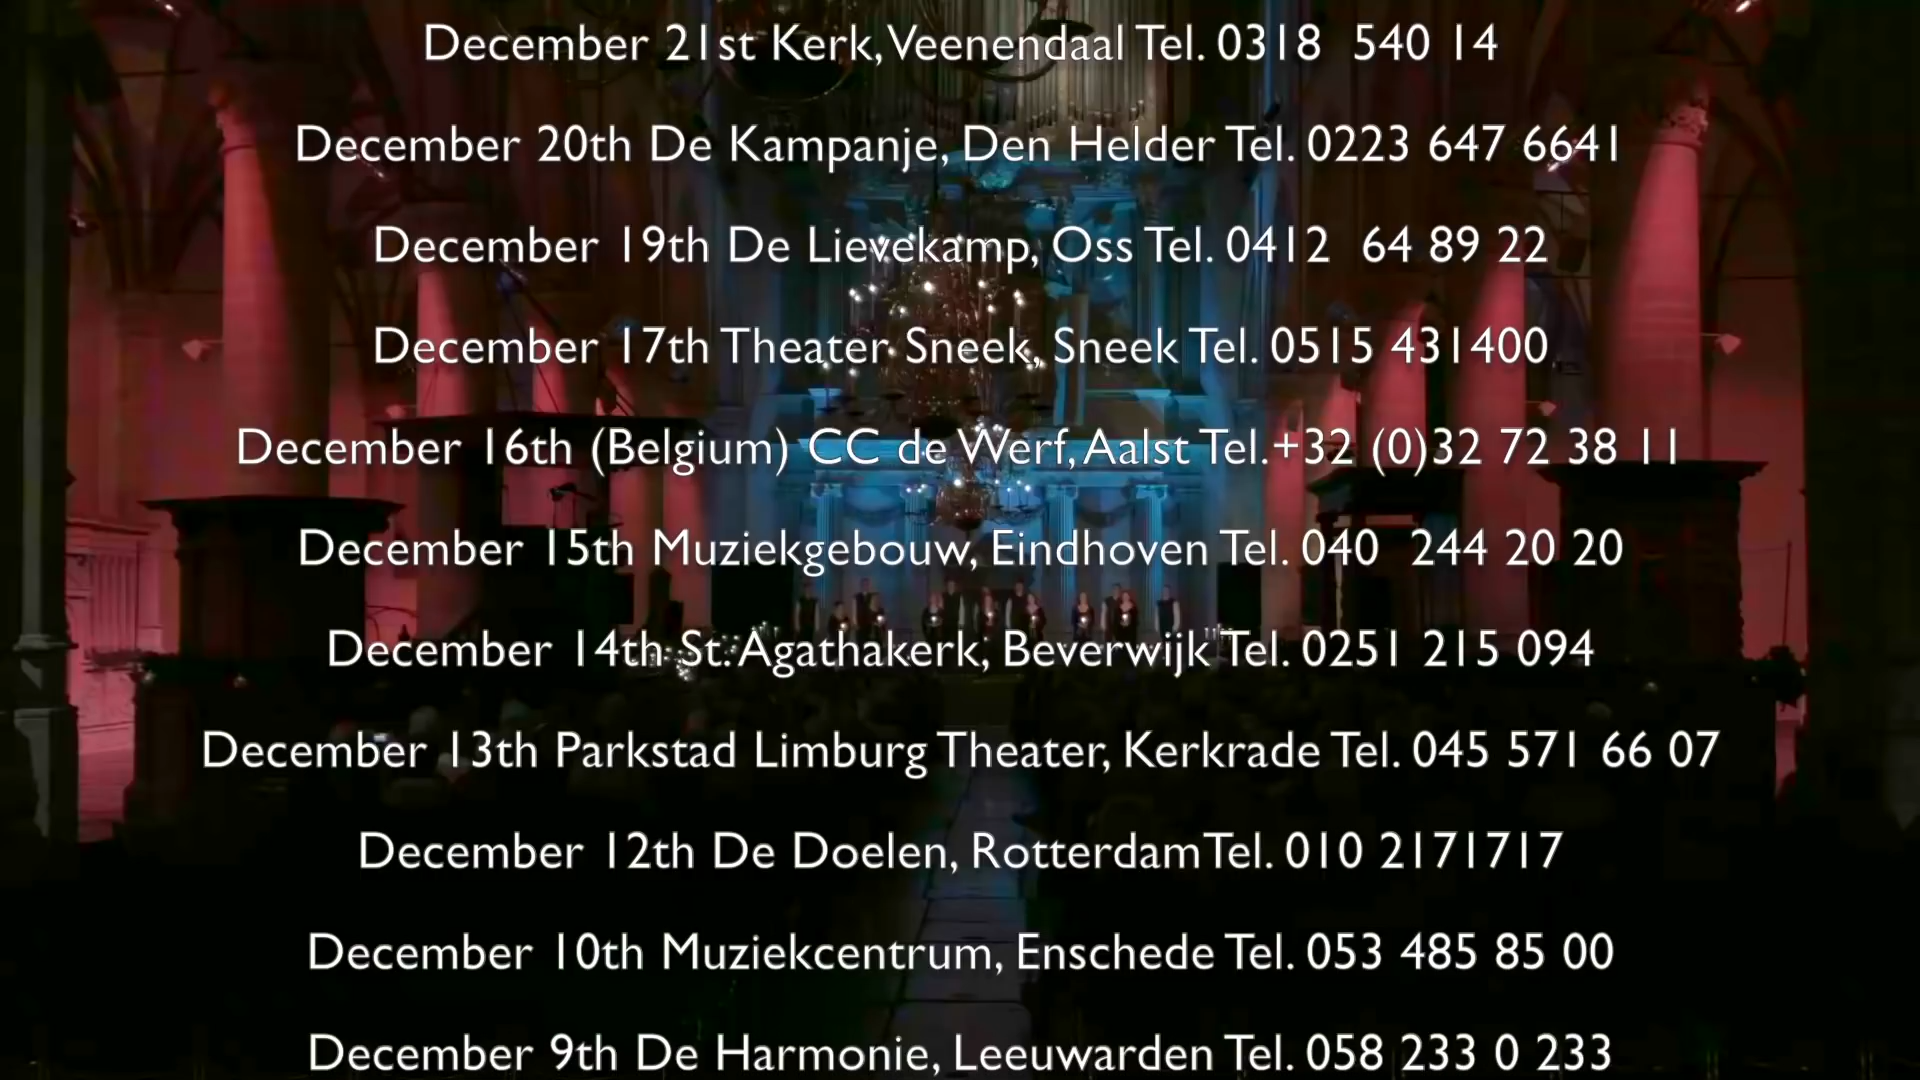 December 21st Kerk, Veenendaal Tel. 0318 540 14
December 20th De Kampanje, Den Helder Tel. 0223 647 6641
December 19th De Lievekamp, Oss Tel. 0412 64 89 22
December 17th Theater Sneek, Sneek Tel. 0515 431400
December 16th (Belgium) CC de Werf, Aalst Tel.+32 (0)32 72 38 11
December 15th Muziekgebouw, Eindhoven Tel. 040 244 20 20
December 14th St. Agathakerk, Beverwijk Tel. 0251 215 094
December 13th Parkstad Limburg Theater, Kerkrade Tel. 045 571 66 07
December 12th De Doelen, RotterdamTel. 010 2171717
December 10th Muziekcentrum, Enschede Tel. 053 485 85 00
December 9th De Harmonie, Leeuwarden Tel. 058 233 0 233